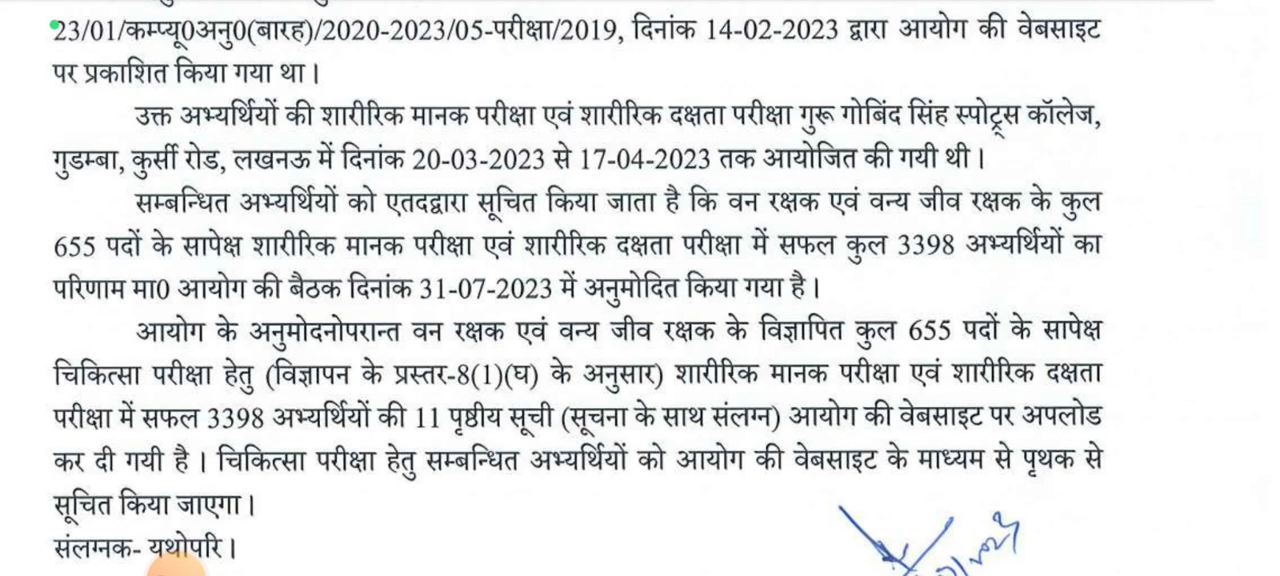 23/01/कम्प्यू0अनु0(बारह)/2020-2023/05-परीक्षा/2019, दिनांक 14-02-2023 द्वारा आयोग की वेबसाइट
पर प्रकाशित किया गया था।
उक्त अभ्यर्थियों की शारीरिक मानक परीक्षा एवं शारीरिक दक्षता परीक्षा गुरू गोबिंद सिंह स्पोट्र्स कॉलेज,
गुडम्बा, कुर्सी रोड, लखनऊ में दिनांक 20-03-2023 से 17-04-2023 तक आयोजित की गयी थी।
सम्बन्धित अभ्यर्थियों को एतदद्वारा सूचित किया जाता है कि वन रक्षक एवं वन्य जीव रक्षक के कुल
655 पदों के सापेक्ष शारीरिक मानक परीक्षा एवं शारीरिक दक्षता परीक्षा में सफल कुल 3398 अभ्यर्थियों का
परिणाम मा0 आयोग की बैठक दिनांक 31-07-2023 में अनुमोदित किया गया है।
आयोग के अनुमोदनोपरान्त वन रक्षक एवं वन्य जीव रक्षक के विज्ञापित कुल 655 पदों के सापेक्ष
चिकित्सा परीक्षा हेतु (विज्ञापन के प्रस्तर-8(1)(घ) के अनुसार) शारीरिक मानक परीक्षा एवं शारीरिक दक्षता
परीक्षा में सफल 3398 अभ्यर्थियों की 11 पृष्ठीय सूची (सूचना के साथ संलग्न) आयोग की वेबसाइट पर अपलोड
कर दी गयी है। चिकित्सा परीक्षा हेतु सम्बन्धित अभ्यर्थियों को आयोग की वेबसाइट के माध्यम से पृथक से
सूचित किया जाएगा।
संलग्नक- यथोपरि।